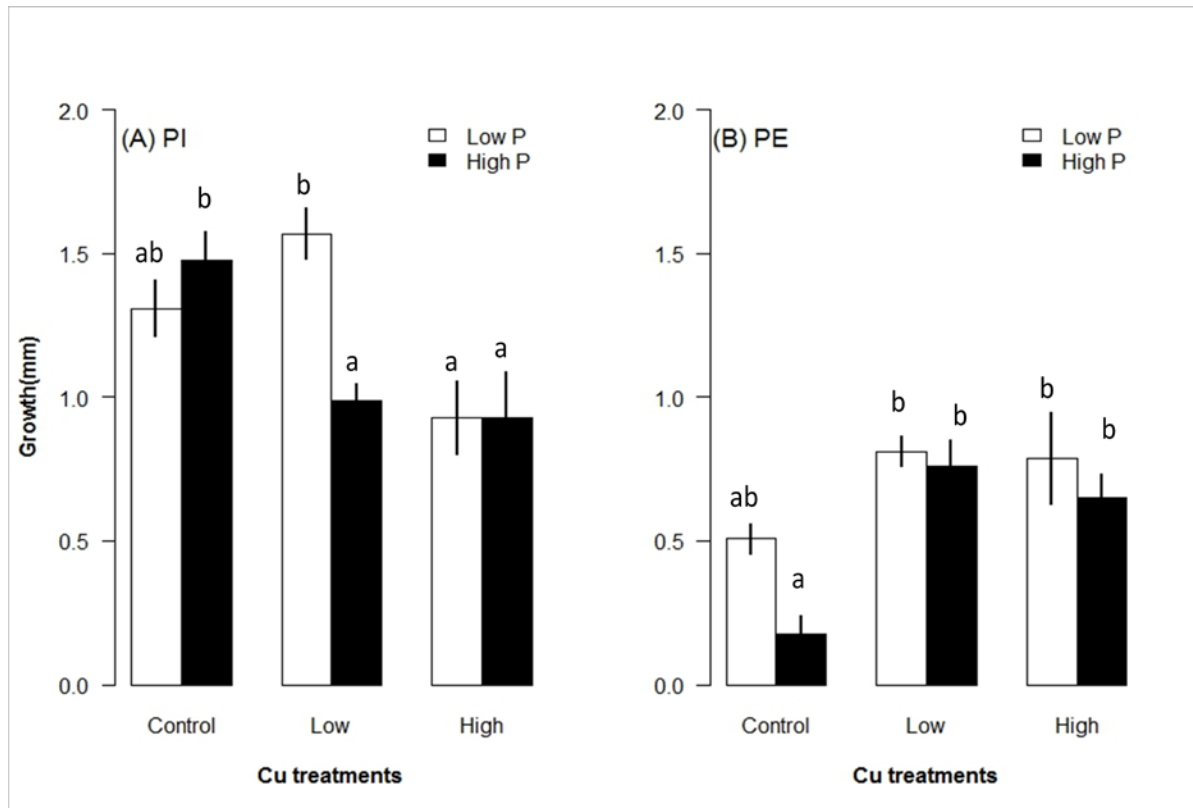 2.0
1.5
1.0
0.5
0.0
Growth(mm)
(A) PI
Low P
High P
ab
b
b
a
a
a
Control
Low
High
Cu treatments
2.0
1.5
1.0
0.5
0.0
(B) PE
Low P
High P
ab
a
b
b
b
b
Control
Low
High
Cu treatments